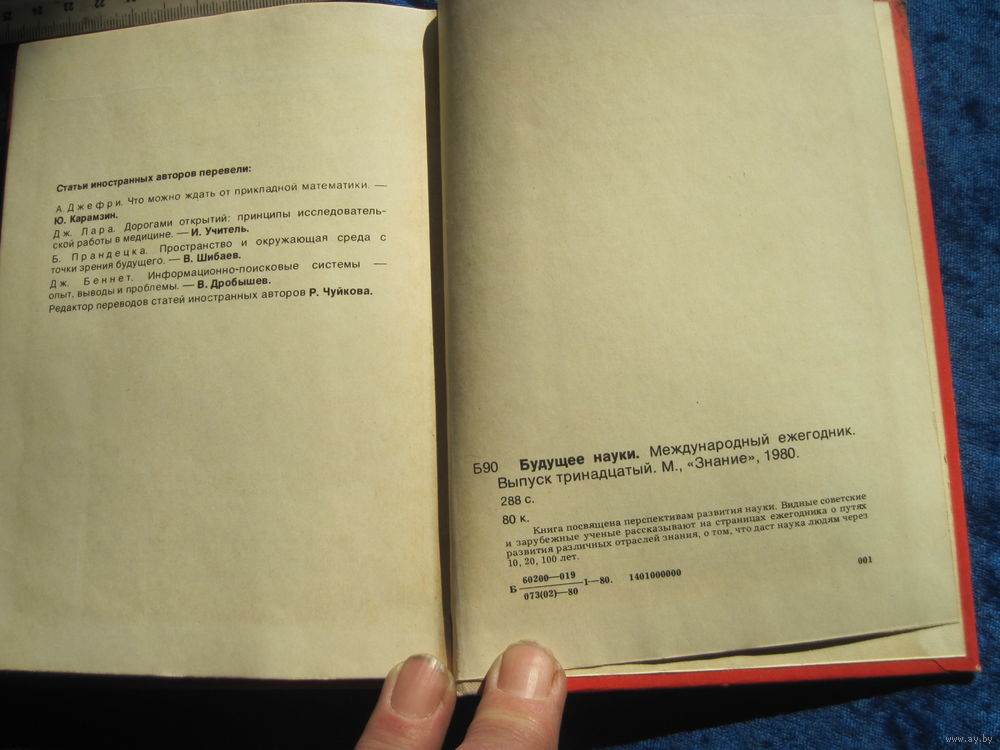 25 24 23 22
Статьи иностранных авторов перевели:
А. Джефри. Что можно ждать от прикладной математики. —
Ю. Карамзин.
Дж. Лара. Дорогами открытий: принципы исследователь-
ской работы в медицине. — И. Учитель.
Б. Прандецка. Пространство и окружающая среда с
точки зрения будущего. — В. Шибаев.
Дж. Беннет. Информационно-поисковые системы —
опыт, выводы и проблемы. — В. Дробышев.
Редактор переводов статей иностранных авторов Р. Чуйкова.
Б90 Будущее науки. Международный ежегодник.
Выпуск тринадцатый. М., «Знание», 1980.
288 с.
80 к.
Книга посвящена перспективам развития науки. Видные советские
и зарубежные ученые рассказывают на страницах ежегодника о путях
развития различных отраслей знания, о том, что даст наука людям через
10, 20, 100 лет.
Б 60200—019 1—80. 1401000000 001
073(02)—80
www.ay.by